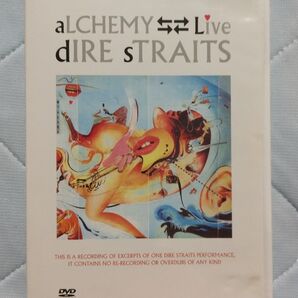 aLCHEMY ⇆⇄ Live
dIRE sTRAITS
THIS IS A RECORDING OF EXCERPTS OF ONE DIRE STRAITS PERFORMANCE,
IT CONTAINS NO RE-RECORDING OR OVERDUBS OF ANY KIND
DVD